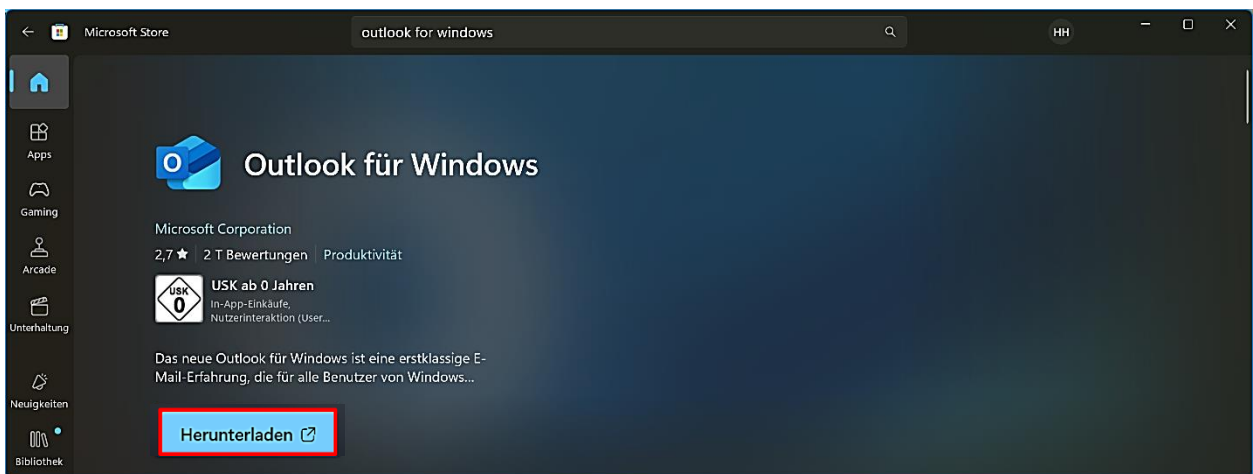 Microsoft Store
outlook for windows
HH
Apps
Gaming
Arcade
Unterhaltung
Neuigkeiten
Bibliothek
O
Outlook für Windows
Microsoft Corporation
2,7 ★ 2 T Bewertungen Produktivität
USK
0
USK ab 0 Jahren
In-App-Einkäufe,
Nutzerinteraktion (User...
Das neue Outlook für Windows ist eine erstklassige E-
Mail-Erfahrung, die für alle Benutzer von Windows...
Herunterladen